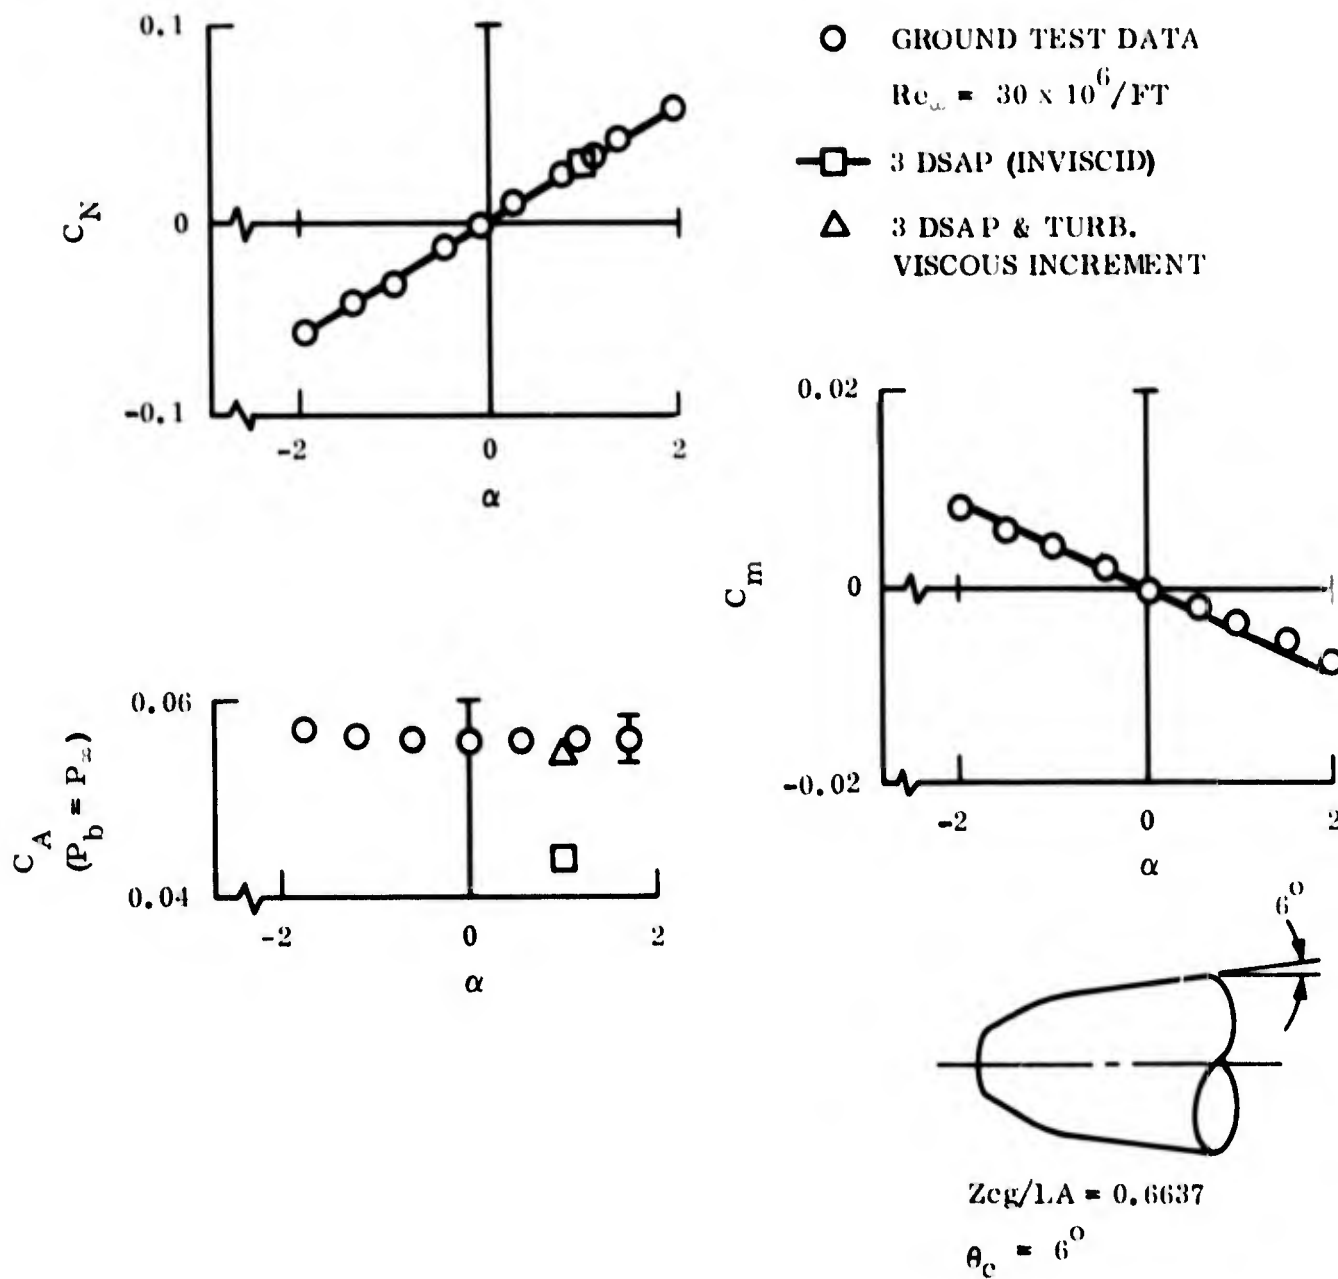 0.1
C_N
0
-0.1
-2
0
2
α
GROUND TEST DATA
Re∞ = 30 x 10^6/FT
3 DSAP (INVISCID)
3 DSAP & TURB.
VISCOUS INCREMENT
0.02
C_m
0
-0.02
-2
0
2
α
0.06
C_A
(P_b = P∞)
0.04
-2
0
2
α
6°
Zcg/LA = 0.6637
θ_c = 6°